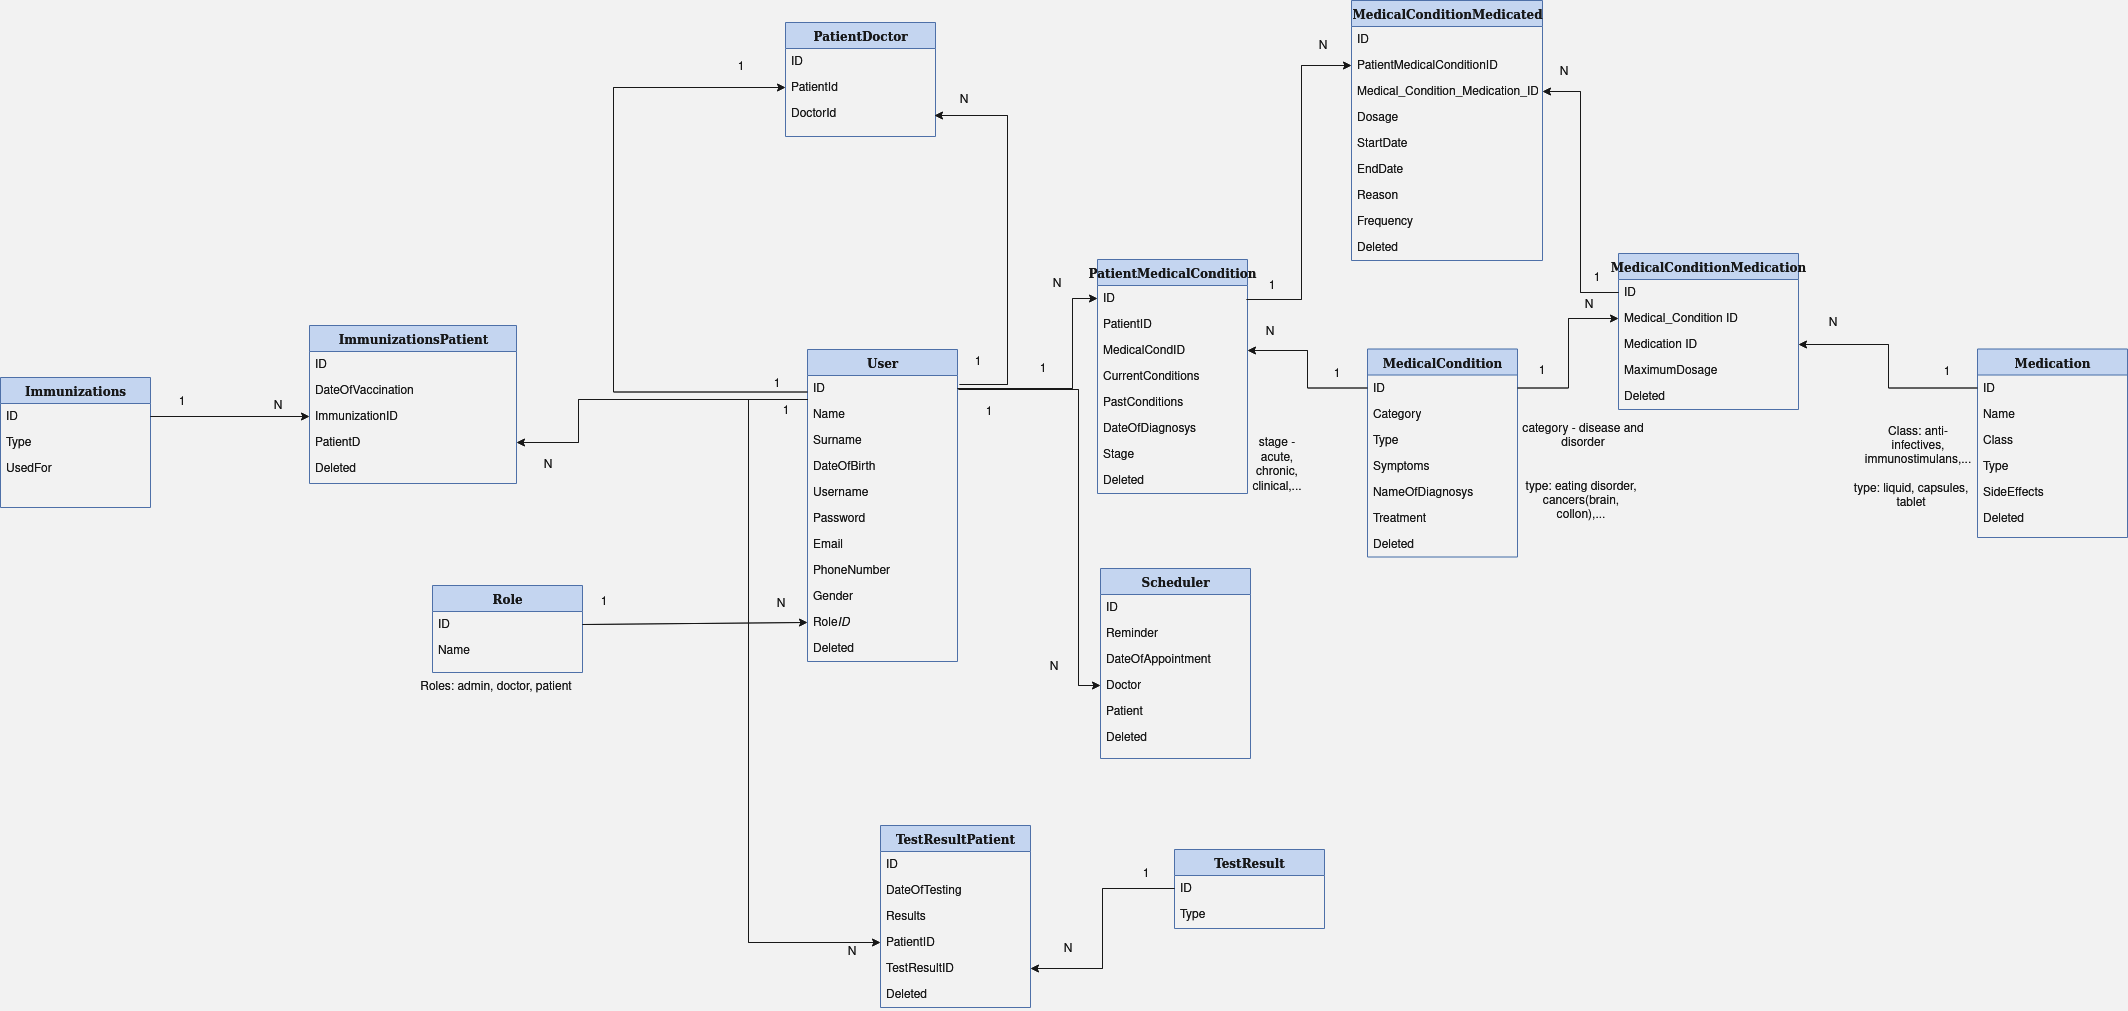 MedicalConditionMedicated
ID
PatientMedicalConditionID
Medical_Condition_Medication_ID
Dosage
StartDate
EndDate
Reason
Frequency
Deleted
N
N
PatientDoctor
ID
PatientId
DoctorId
1
N
PatientMedicalCondition
ID
PatientID
MedicalCondID
CurrentConditions
PastConditions
DateOfDiagnosys
Stage
Deleted
N
1
1
N
stage -
acute,
chronic,
clinical,...
MedicalConditionMedication
ID
Medical_Condition ID
Medication ID
MaximumDosage
Deleted
1
N
N
MedicalCondition
ID
Category
Type
Symptoms
NameOfDiagnosys
Treatment
Deleted
1
1
category - disease and
disorder
type: eating disorder,
cancers(brain,
collon),...
Medication
ID
Name
Class
Type
SideEffects
Deleted
1
Class: anti-
infectives,
immunostimulans,...
type: liquid, capsules,
tablet
ImmunizationsPatient
ID
DateOfVaccination
ImmunizationID
PatientD
Deleted
N
N
Immunizations
ID
Type
UsedFor
1
User
ID
Name
Surname
DateOfBirth
Username
Password
Email
PhoneNumber
Gender
RoleID
Deleted
1
1
1
1
N
Role
ID
Name
1
Roles: admin, doctor, patient
Scheduler
ID
Reminder
DateOfAppointment
Doctor
Patient
Deleted
N
TestResultPatient
ID
DateOfTesting
Results
PatientID
TestResultID
Deleted
N
N
TestResult
ID
Type
1